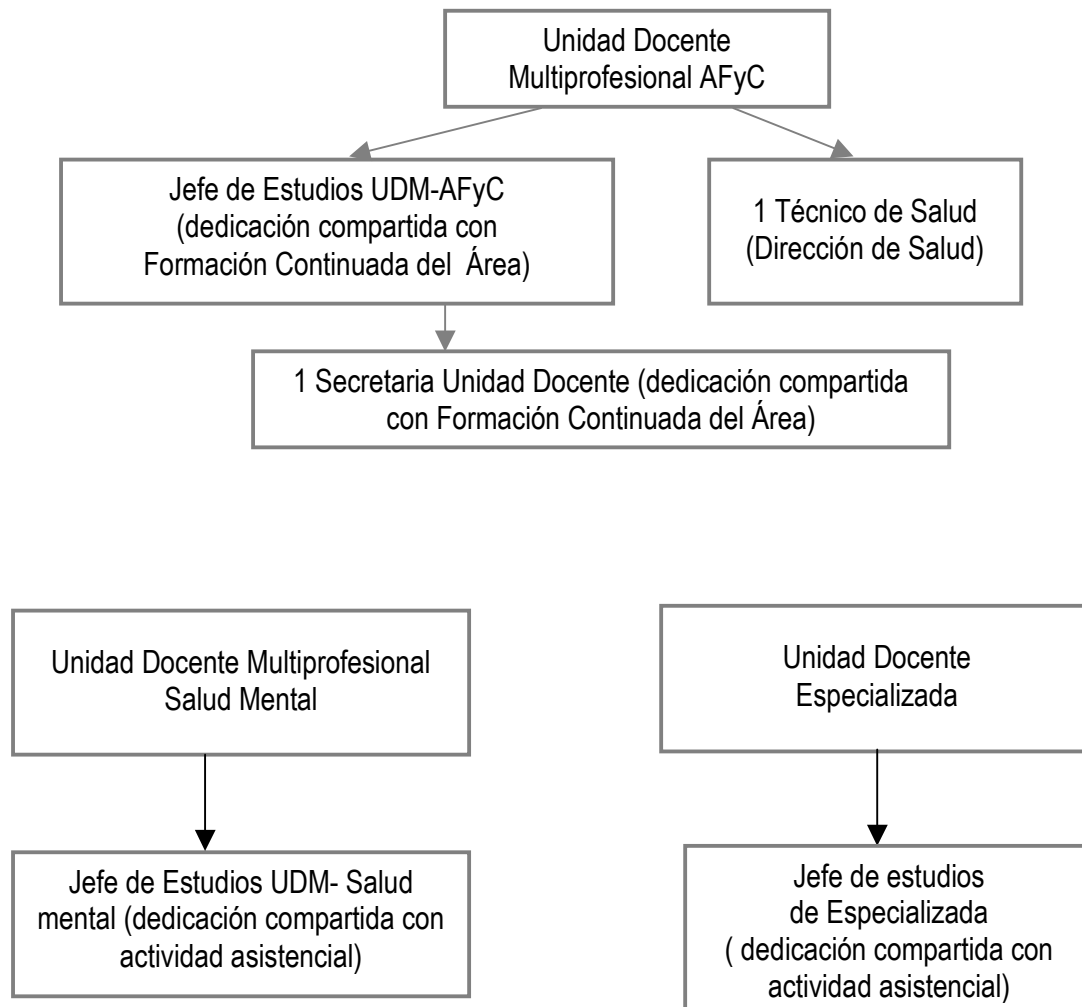 Unidad Docente
Multiprofesional AFyC
Jefe de Estudios UDM-AFyC
(dedicación compartida con
Formación Continuada del Área)
1 Técnico de Salud
(Dirección de Salud)
1 Secretaria Unidad Docente (dedicación compartida
con Formación Continuada del Área)
Unidad Docente Multiprofesional
Salud Mental
Unidad Docente
Especializada
Jefe de Estudios UDM- Salud
mental (dedicación compartida con
actividad asistencial)
Jefe de estudios
de Especializada
( dedicación compartida con
actividad asistencial)